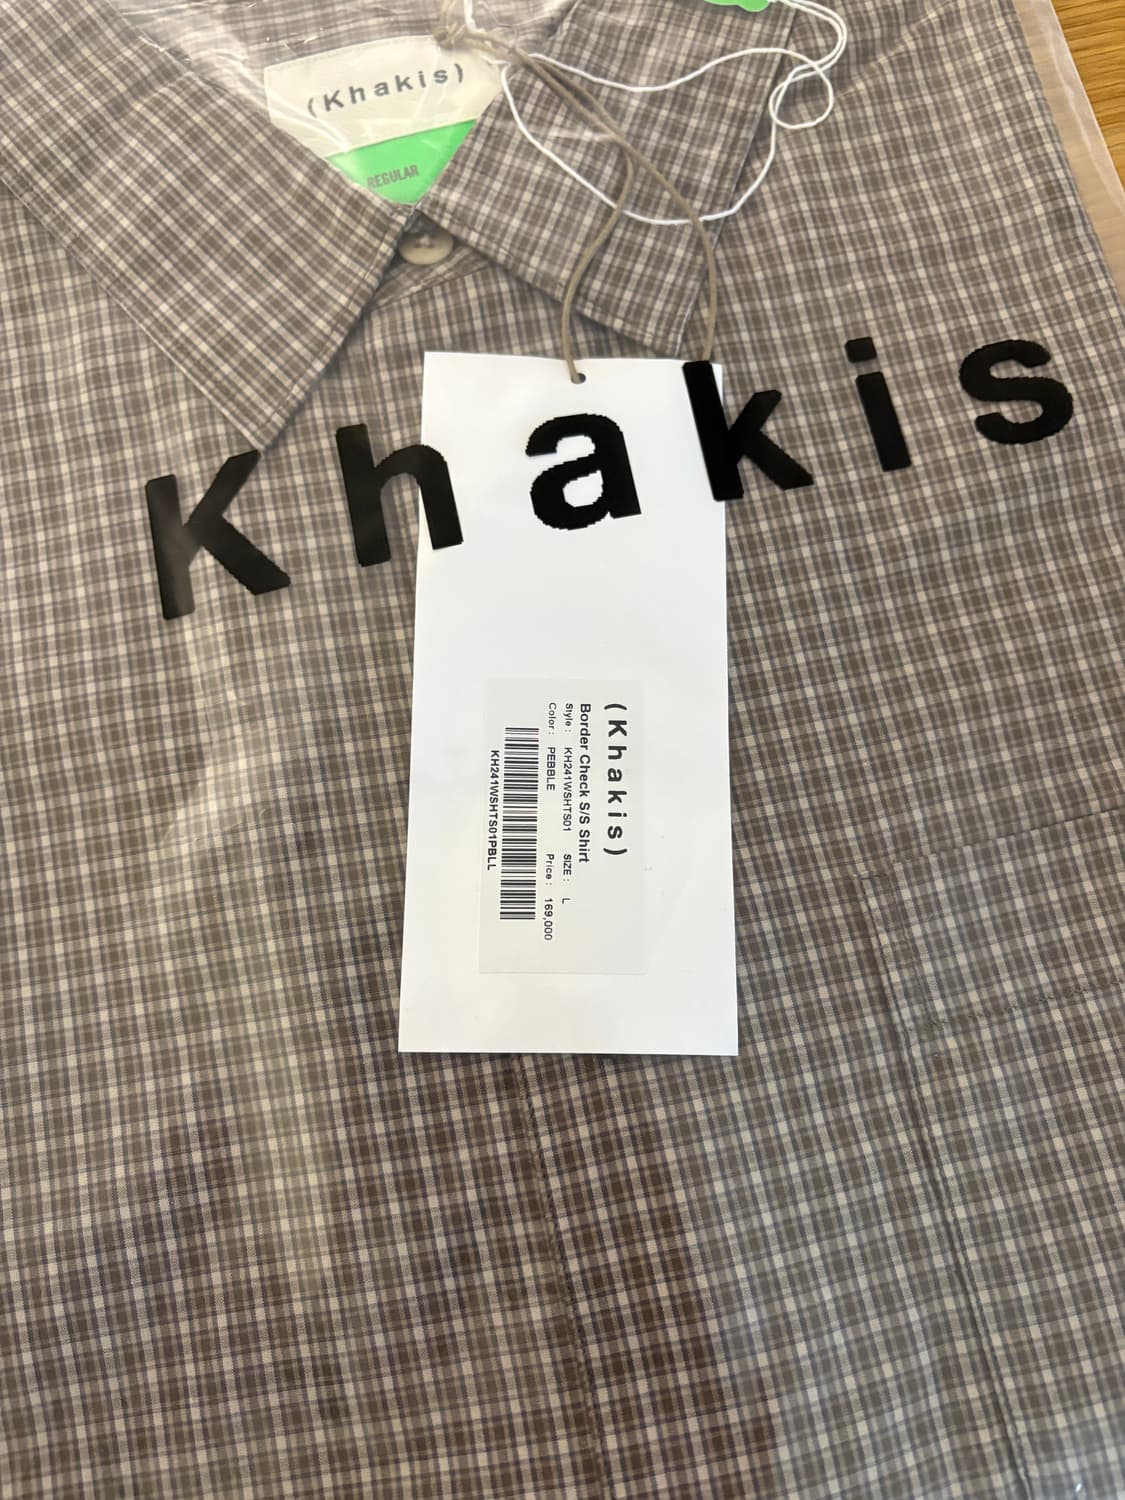 (Khakis)
REGULAR
Khakis
(Khakis)
Border Check S/S Shirt
Style : KH241WSHTS01 SIZE : L
Color : PEBBLE Price : 169,000
KH241WSHTS01PBLL